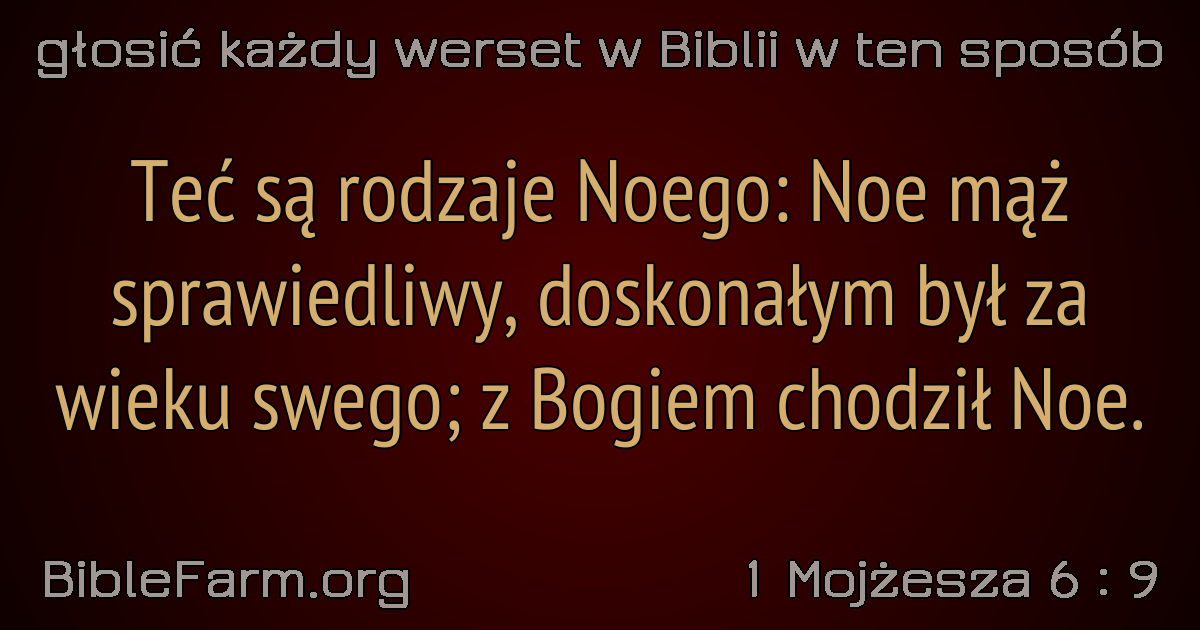 głosić każdy werset w Biblii w ten sposób
Teć są rodzaje Noego: Noe mąż
sprawiedliwy, doskonałym był za
wieku swego; z Bogiem chodził Noe.
BibleFarm.org
1 Mojżesza 6 : 9